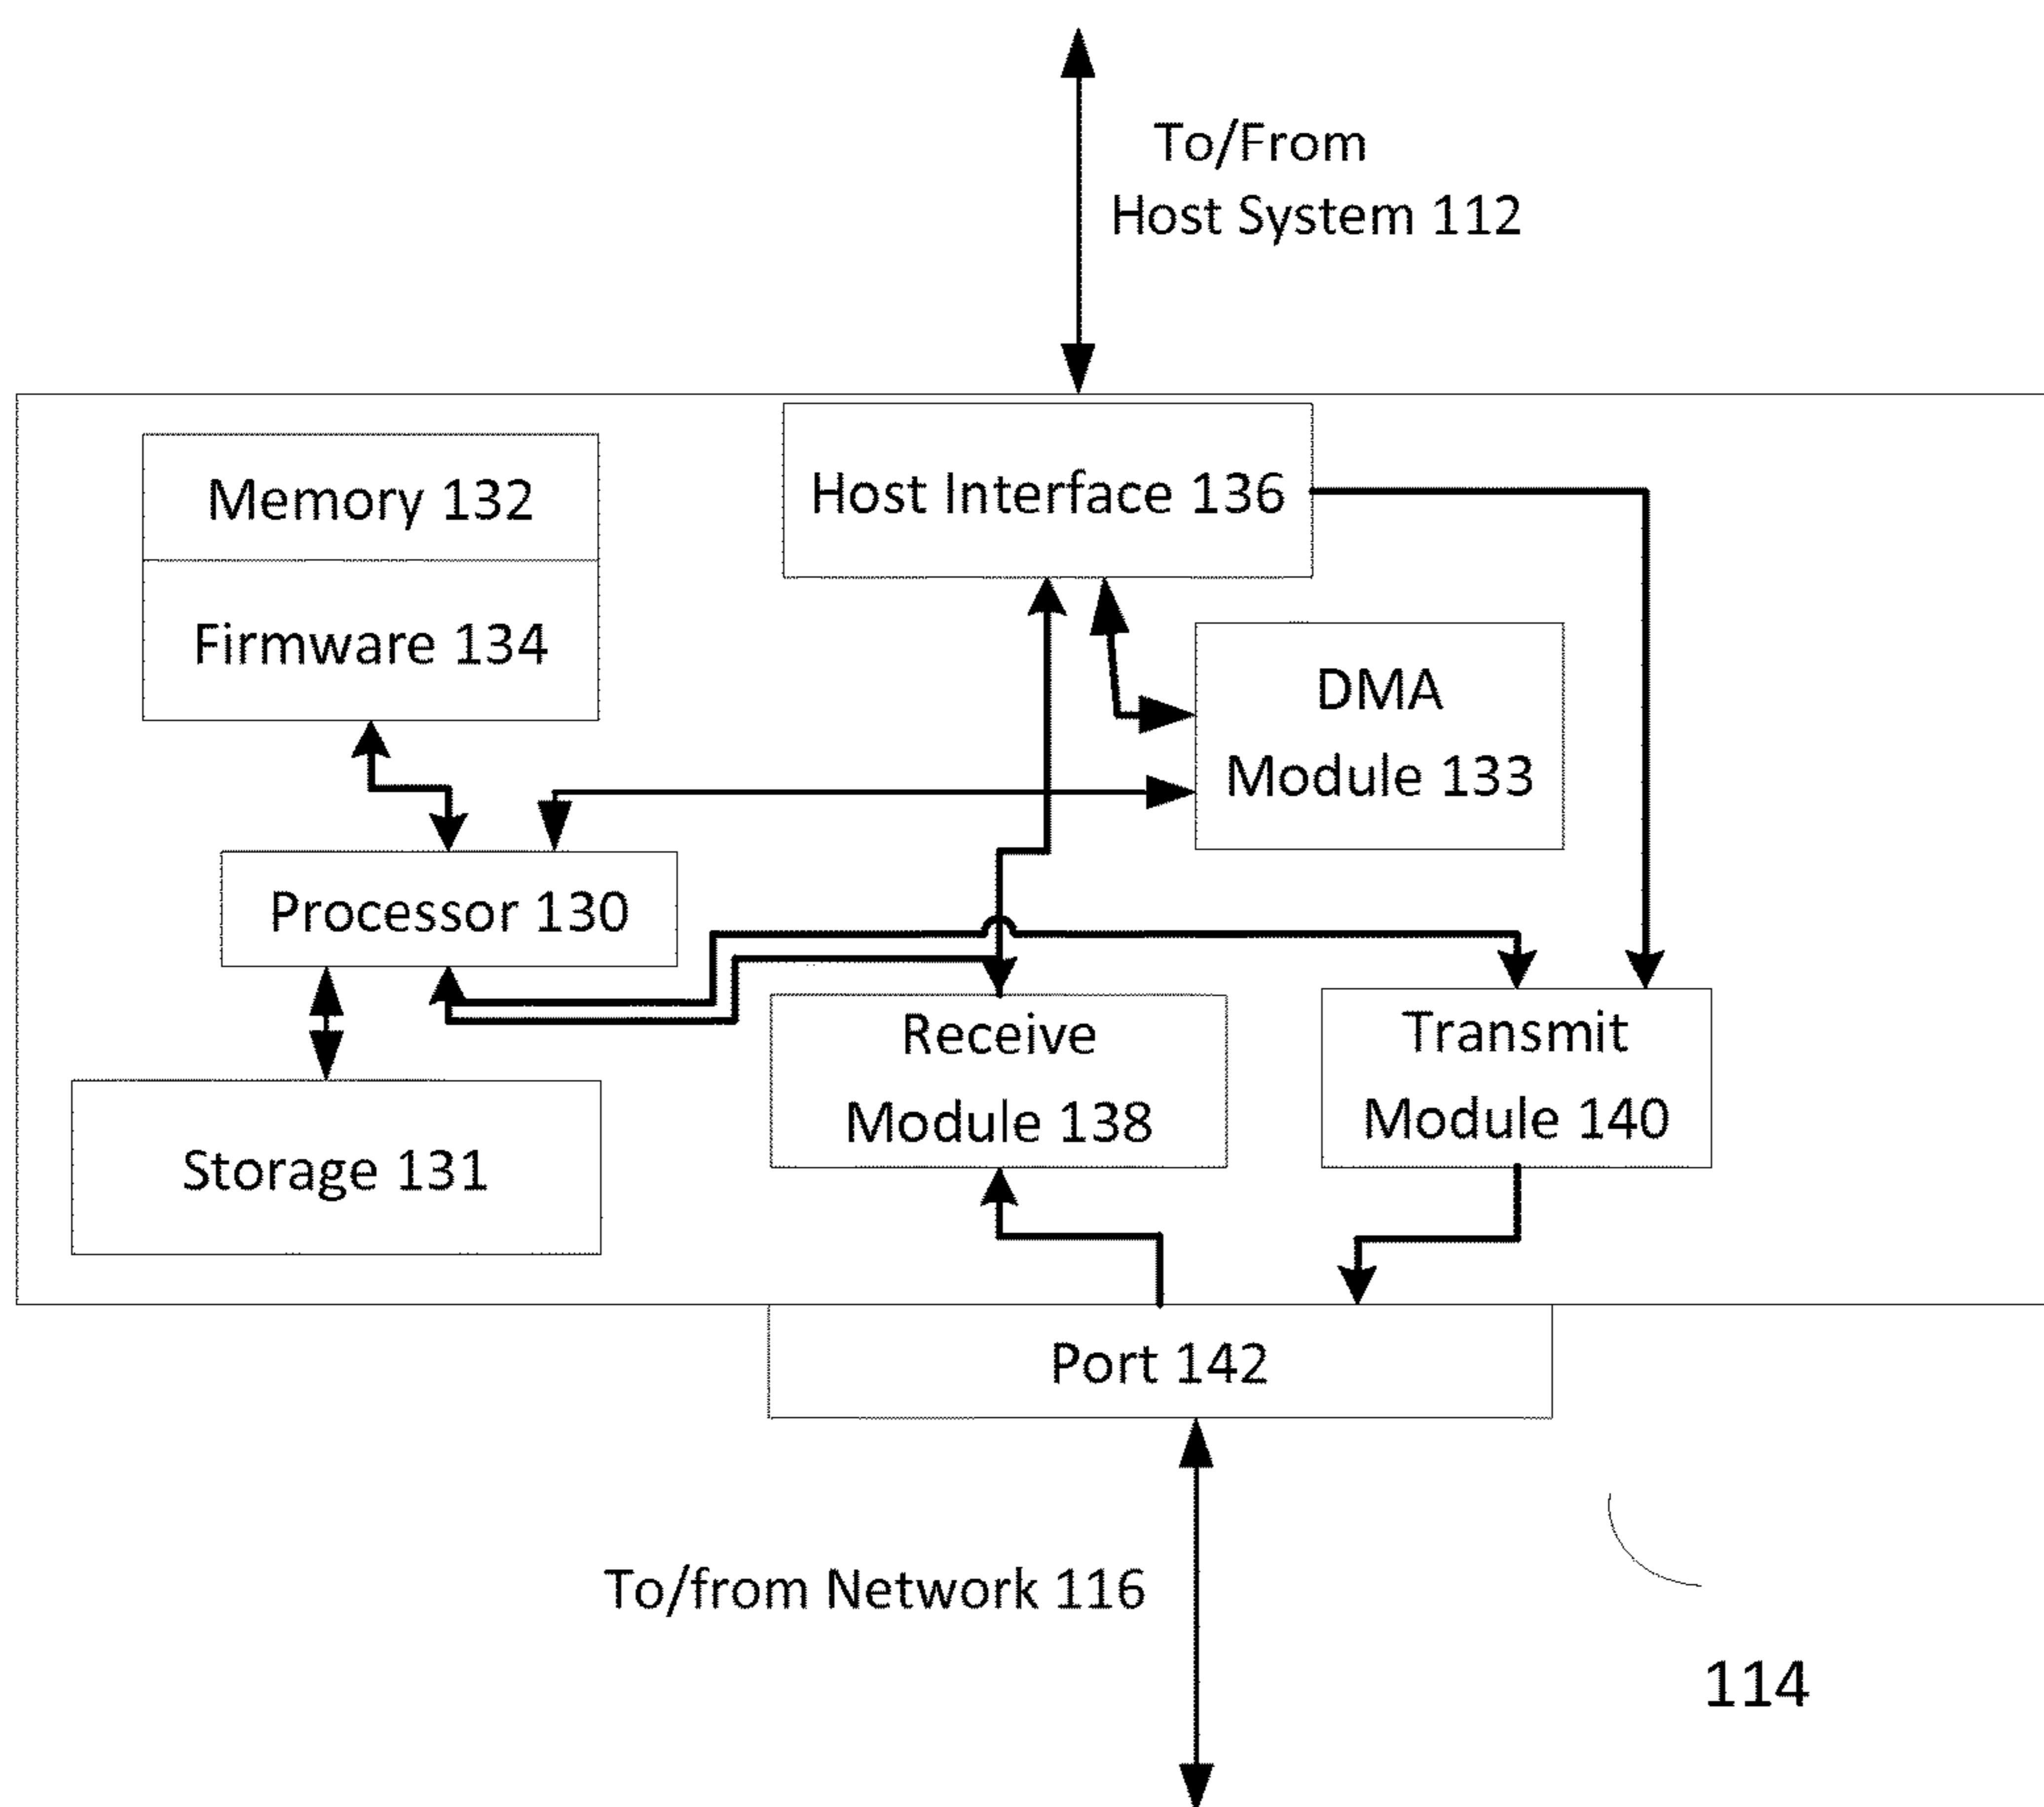 To/From
Host System 112
Memory 132
Host Interface 136
Firmware 134
DMA
Module 133
Processor 130
Receive
Module 138
Transmit
Module 140
Storage 131
Port 142
To/from Network 116
114